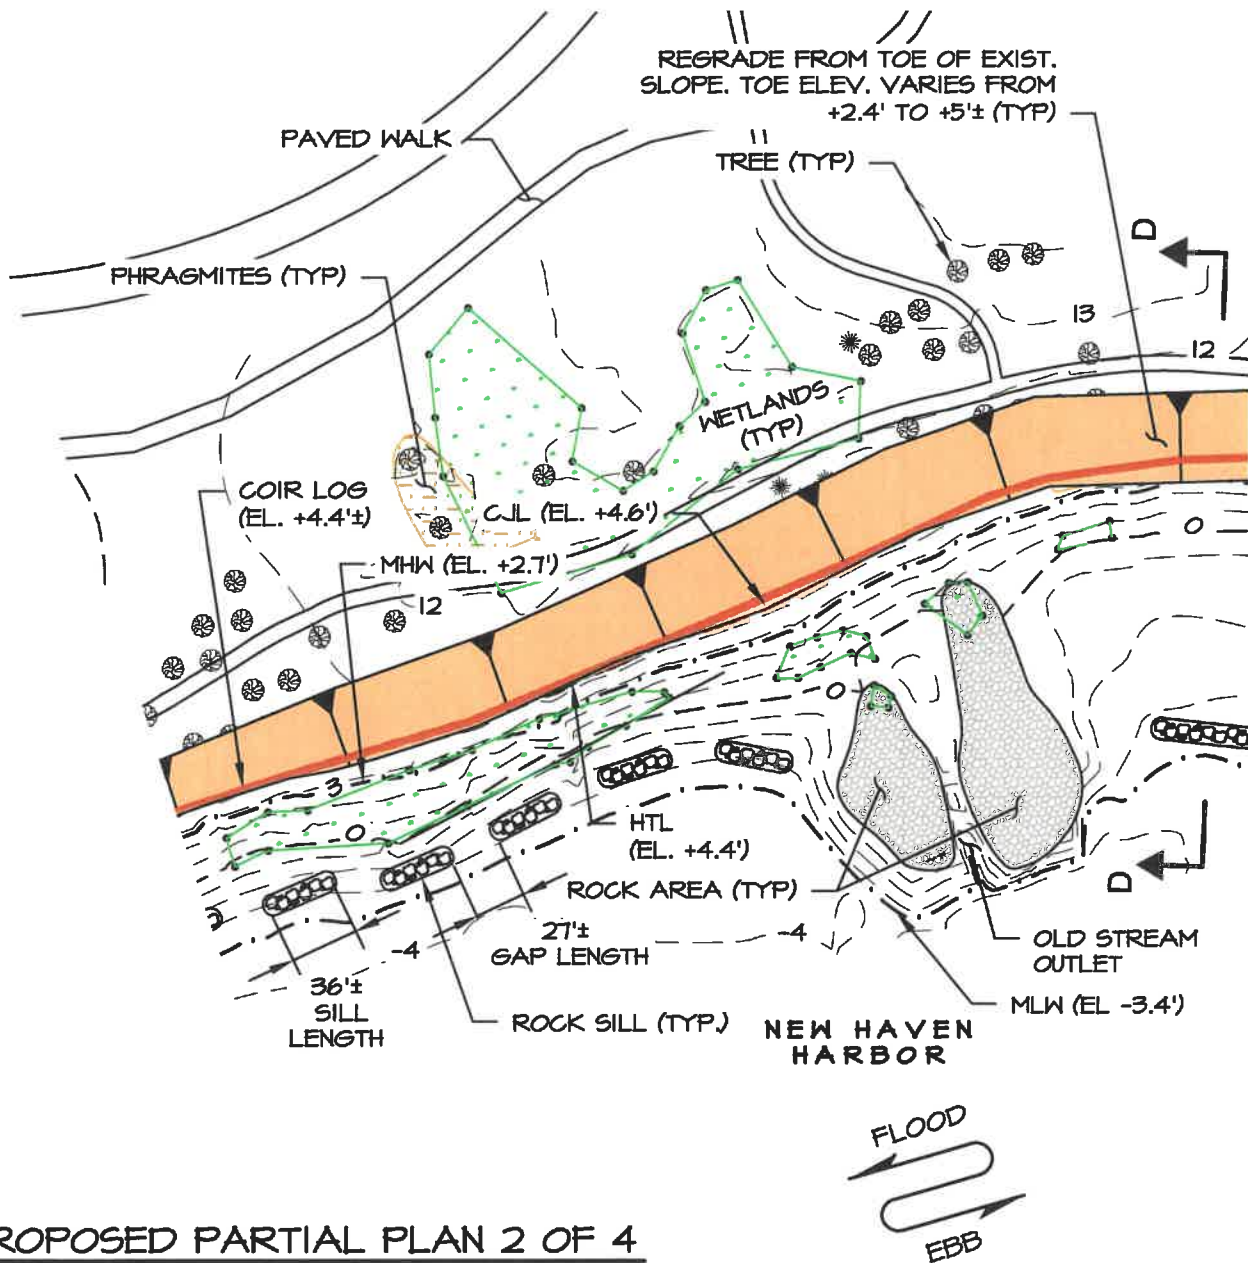 REGRADE FROM TOE OF EXIST.
SLOPE. TOE ELEV. VARIES FROM
+2.4' TO +5'± (TYP)
PAVED WALK
TREE (TYP)
D
PHRAGMITES (TYP)
13
12
WETLANDS
(TYP)
COIR LOG
(EL. +4.4'±)
CJL (EL. +4.6')
O
MHW (EL. +2.7')
12
O
3
O
HTL
(EL. +4.4')
ROCK AREA (TYP)
D
27'±
GAP LENGTH
-4
-4
OLD STREAM
OUTLET
36'±
SILL
LENGTH
ROCK SILL (TYP.)
MLW (EL -3.4')
NEW HAVEN
HARBOR
FLOOD
EBB
ROPOSED PARTIAL PLAN 2 OF 4